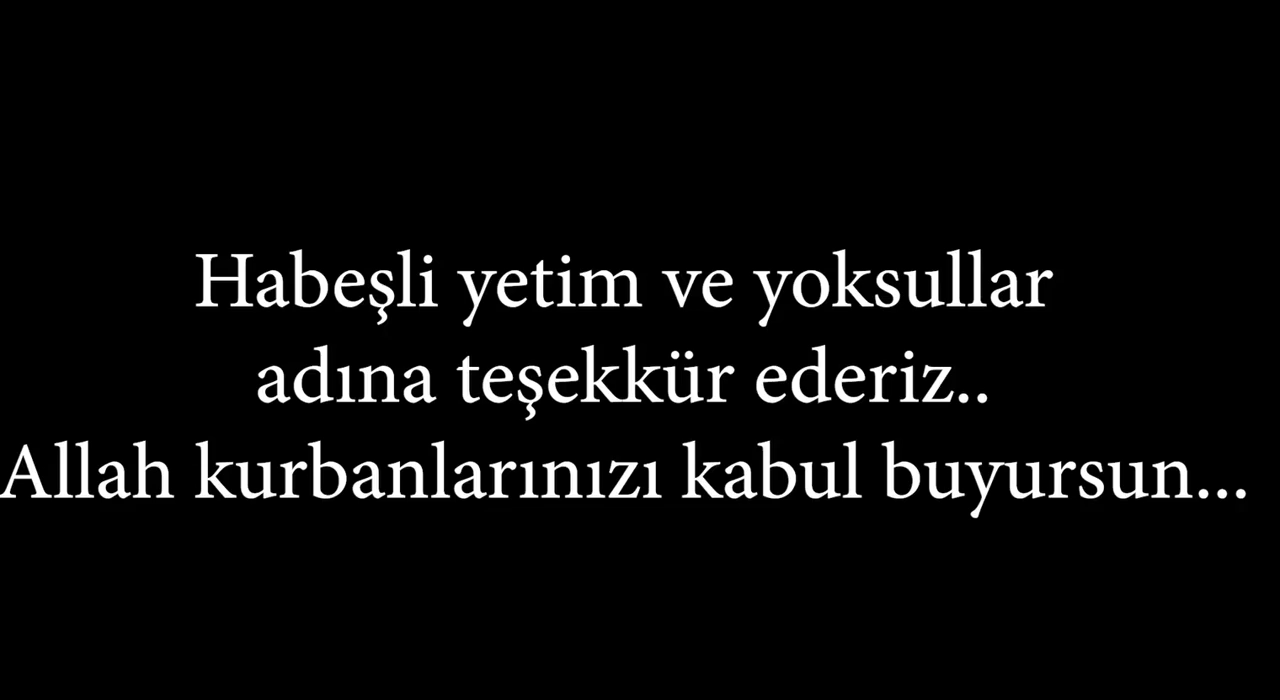 Habeşli yetim ve yoksullar
adına teşekkür ederiz..
Allah kurbanlarınızı kabul buyursun...